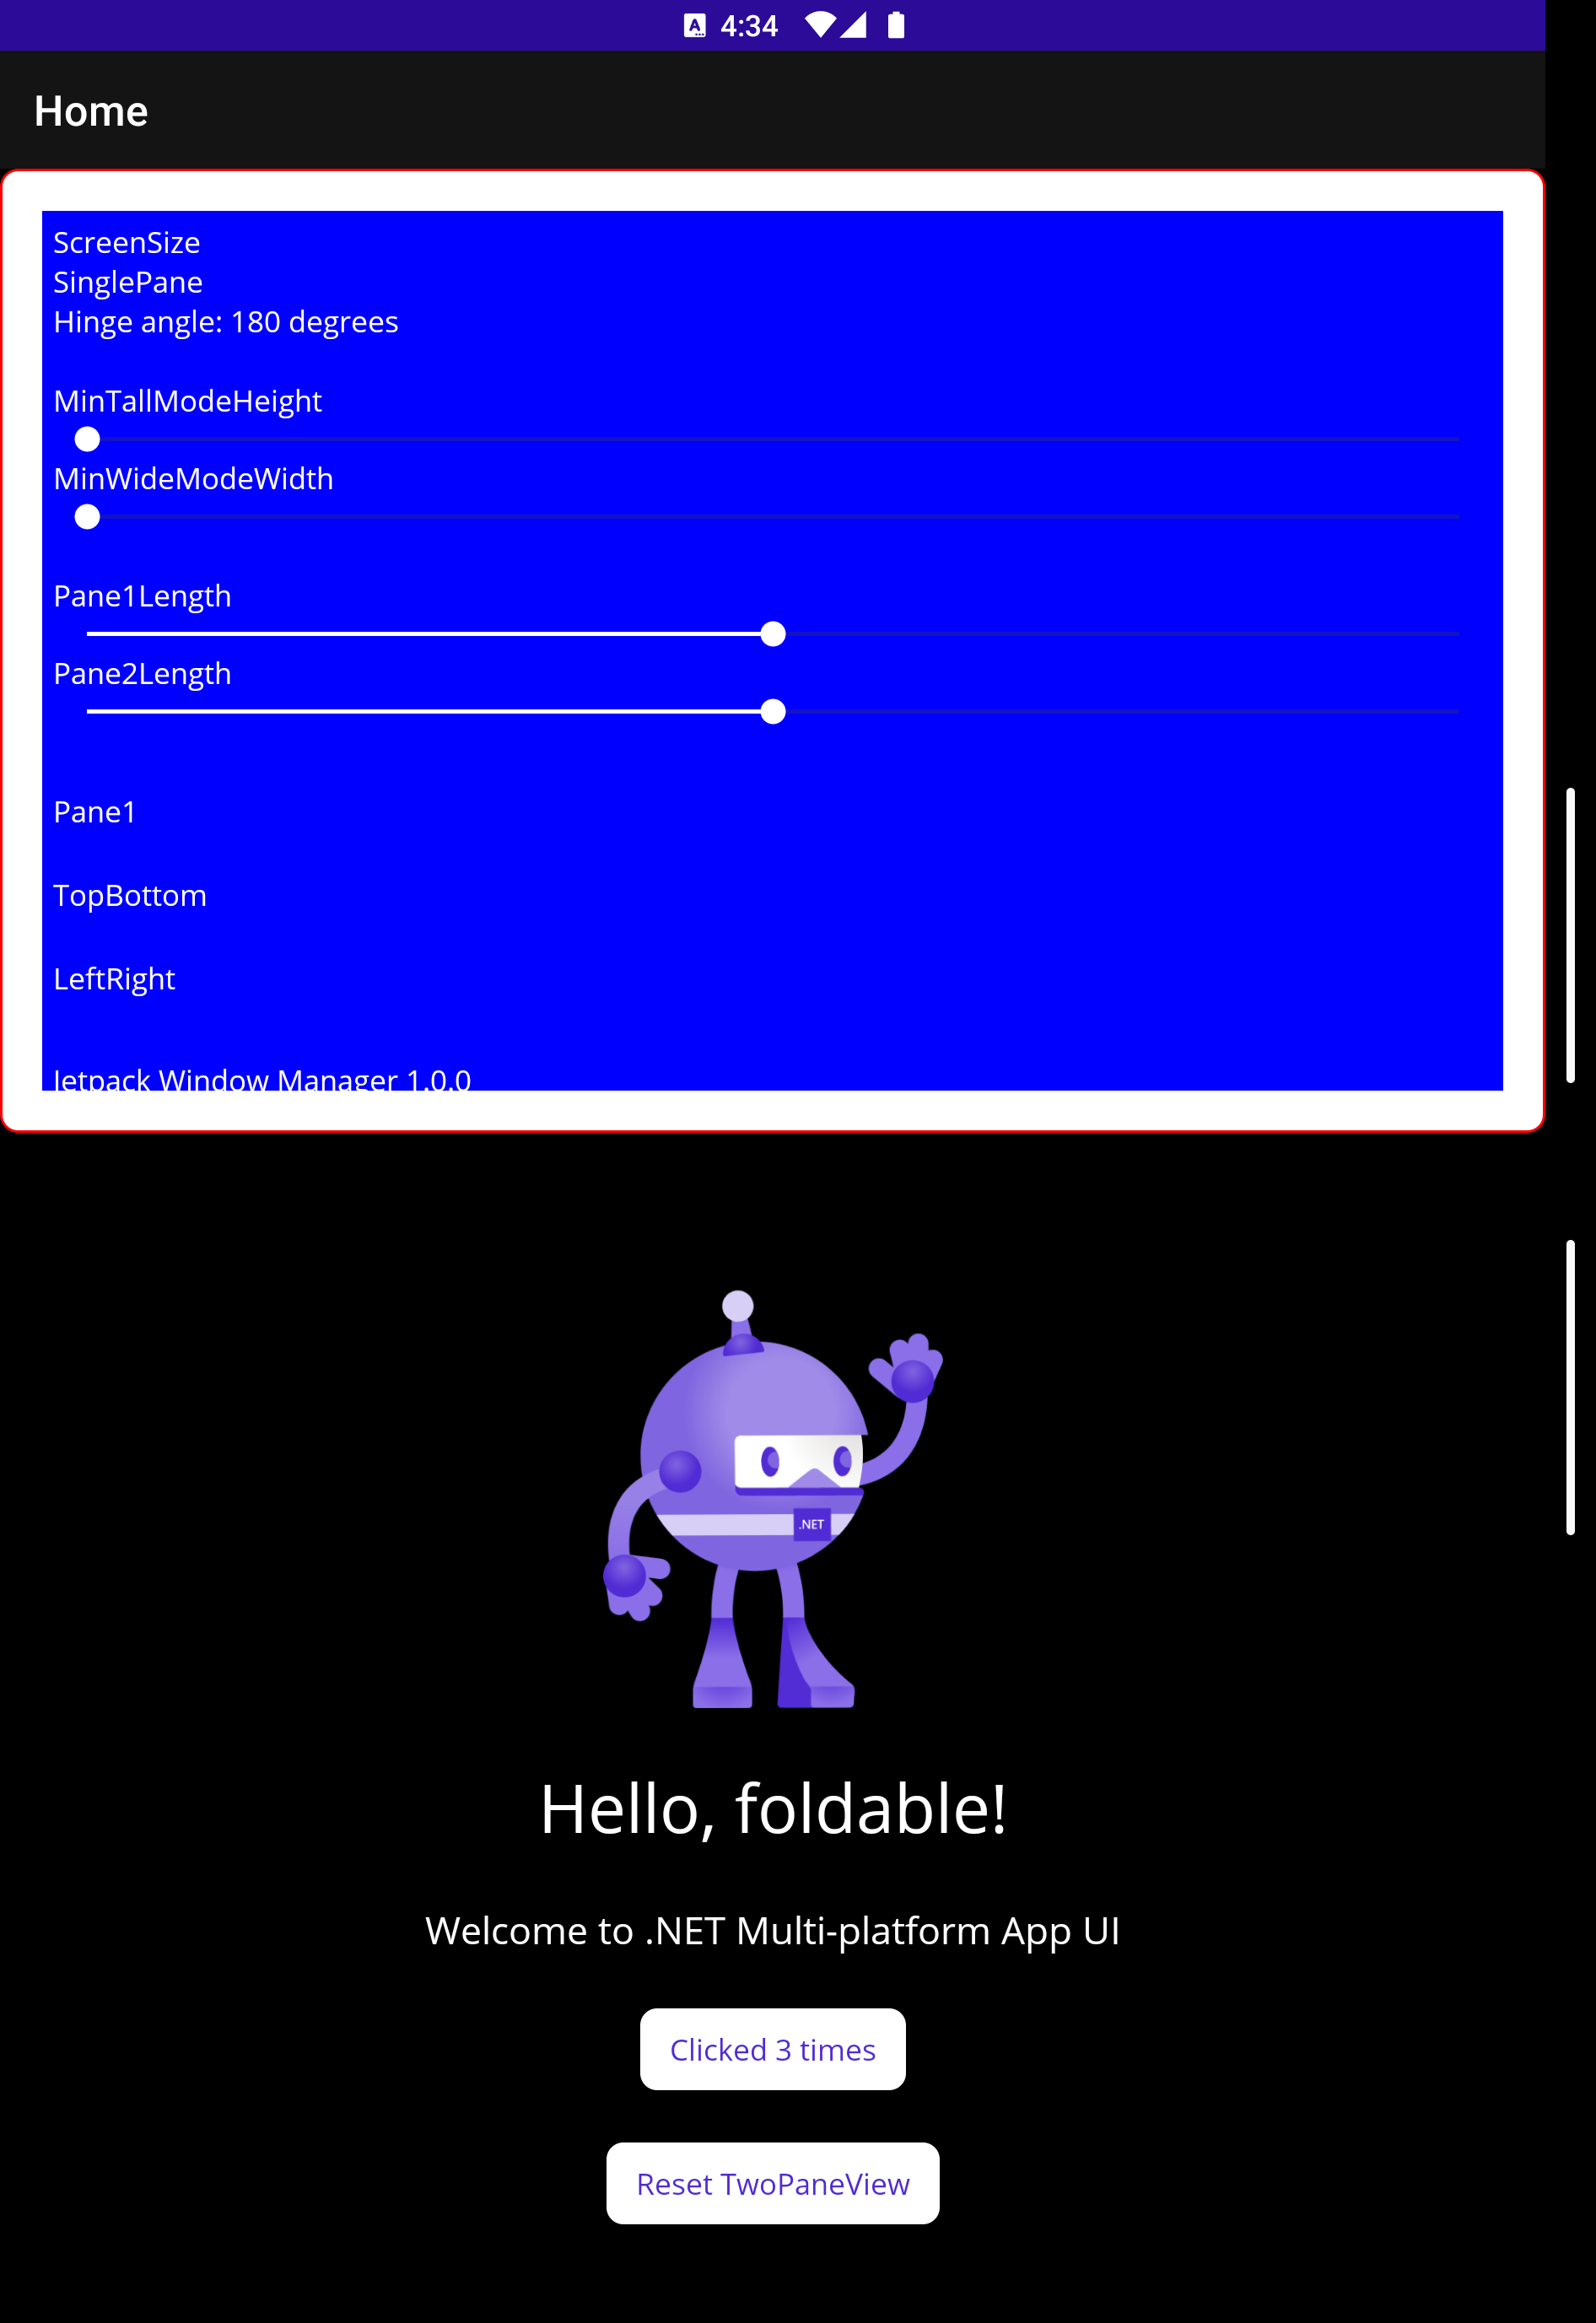 4:34
Home
ScreenSize
SinglePane
Hinge angle: 180 degrees
MinTallModeHeight
MinWideModeWidth
Pane1Length
Pane2Length
Pane1
TopBottom
LeftRight
Jetpack Window Manager 1.0.0
.NET
Hello, foldable!
Welcome to .NET Multi-platform App UI
Clicked 3 times
Reset TwoPaneView